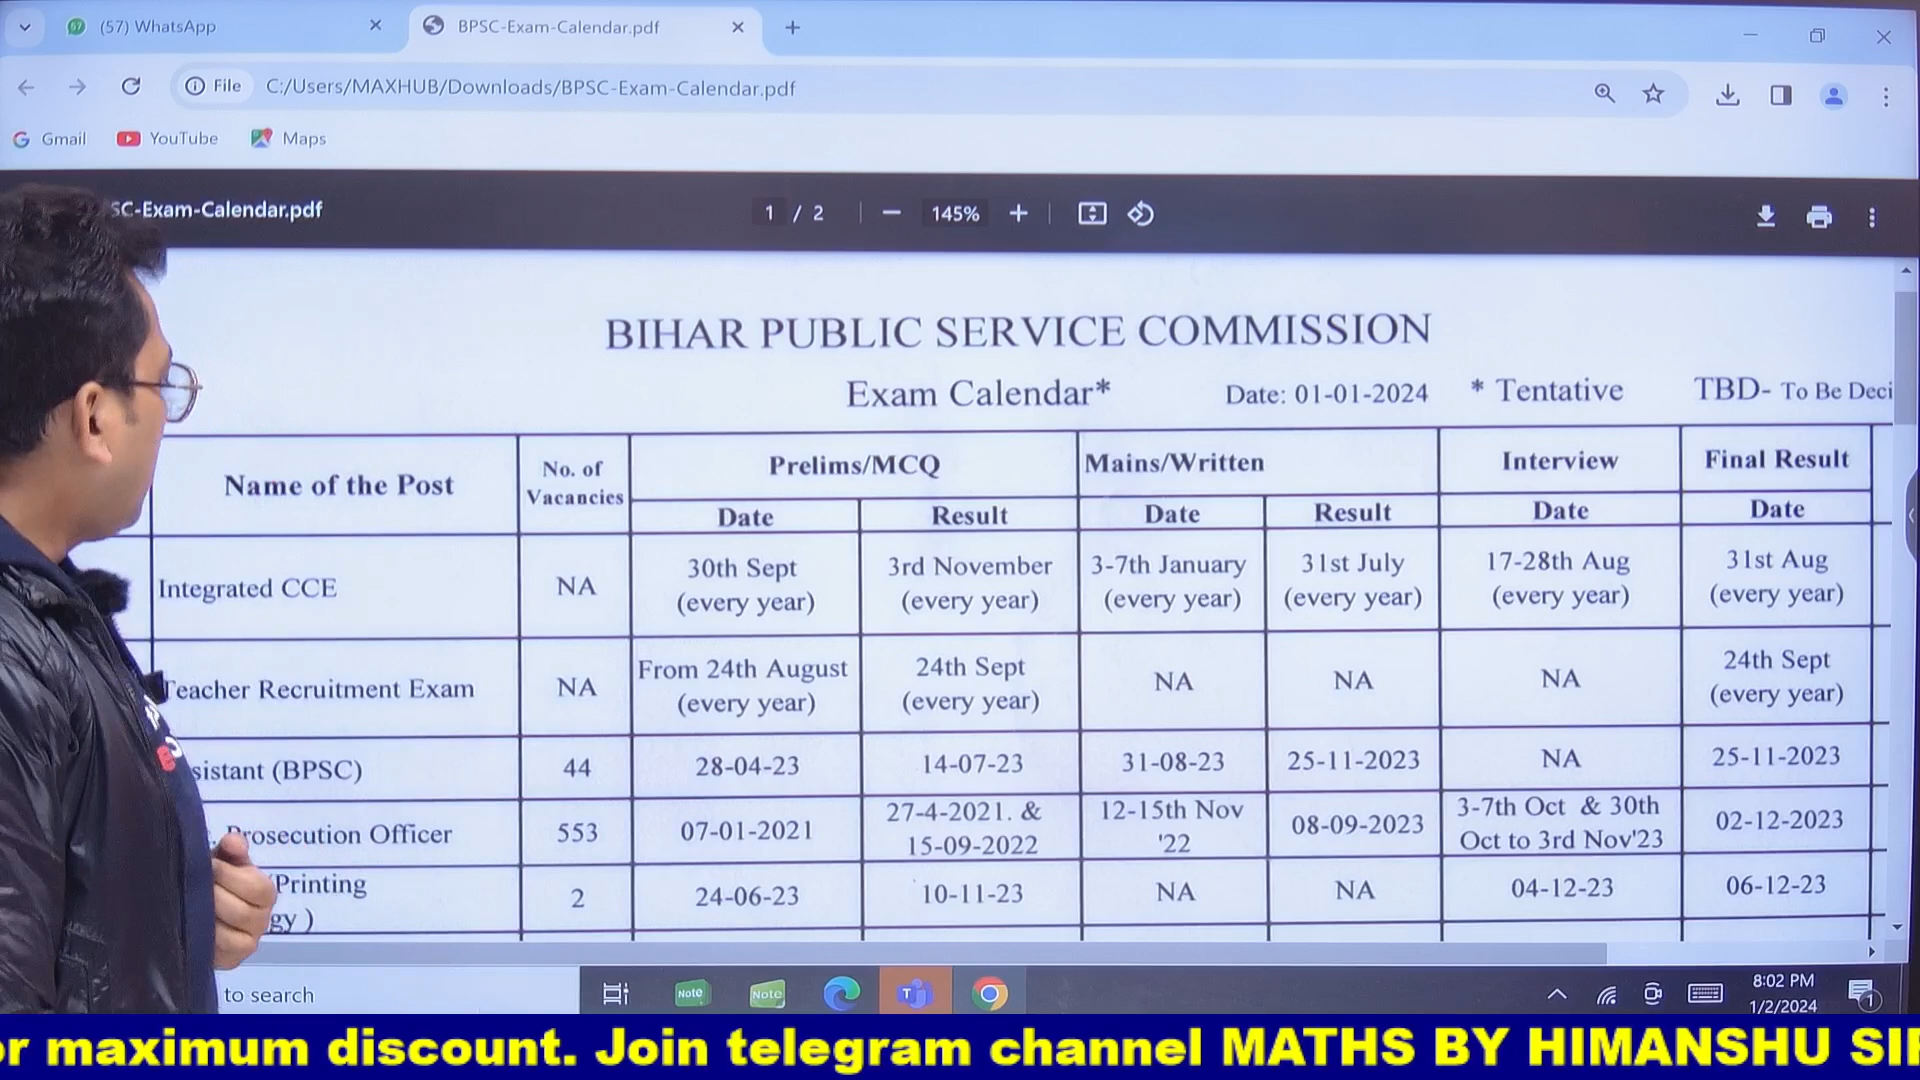 (57) WhatsApp
BPSC-Exam-Calendar.pdf
File C:/Users/MAXHUB/Downloads/BPSC-Exam-Calendar.pdf
Gmail YouTube Maps
SC-Exam-Calendar.pdf
1 / 2
145%
BIHAR PUBLIC SERVICE COMMISSION
Exam Calendar* Date: 01-01-2024 * Tentative TBD- To Be Deci
Name of the Post No. of Vacancies Prelims/MCQ Mains/Written Interview Final Result
Date Result Date Result Date Date
Integrated CCE NA 30th Sept (every year) 3rd November (every year) 3-7th January (every year) 31st July (every year) 17-28th Aug (every year) 31st Aug (every year)
Teacher Recruitment Exam NA From 24th August (every year) 24th Sept (every year) NA NA NA 24th Sept (every year)
sistant (BPSC) 44 28-04-23 14-07-23 31-08-23 25-11-2023 NA 25-11-2023
. Prosecution Officer 553 07-01-2021 27-4-2021. & 15-09-2022 12-15th Nov '22 08-09-2023 3-7th Oct & 30th Oct to 3rd Nov'23 02-12-2023
(Printing gy ) 2 24-06-23 10-11-23 NA NA 04-12-23 06-12-23
to search
Note
Note
8:02 PM
1/2/2024
1
or maximum discount. Join telegram channel MATHS BY HIMANSHU SIR